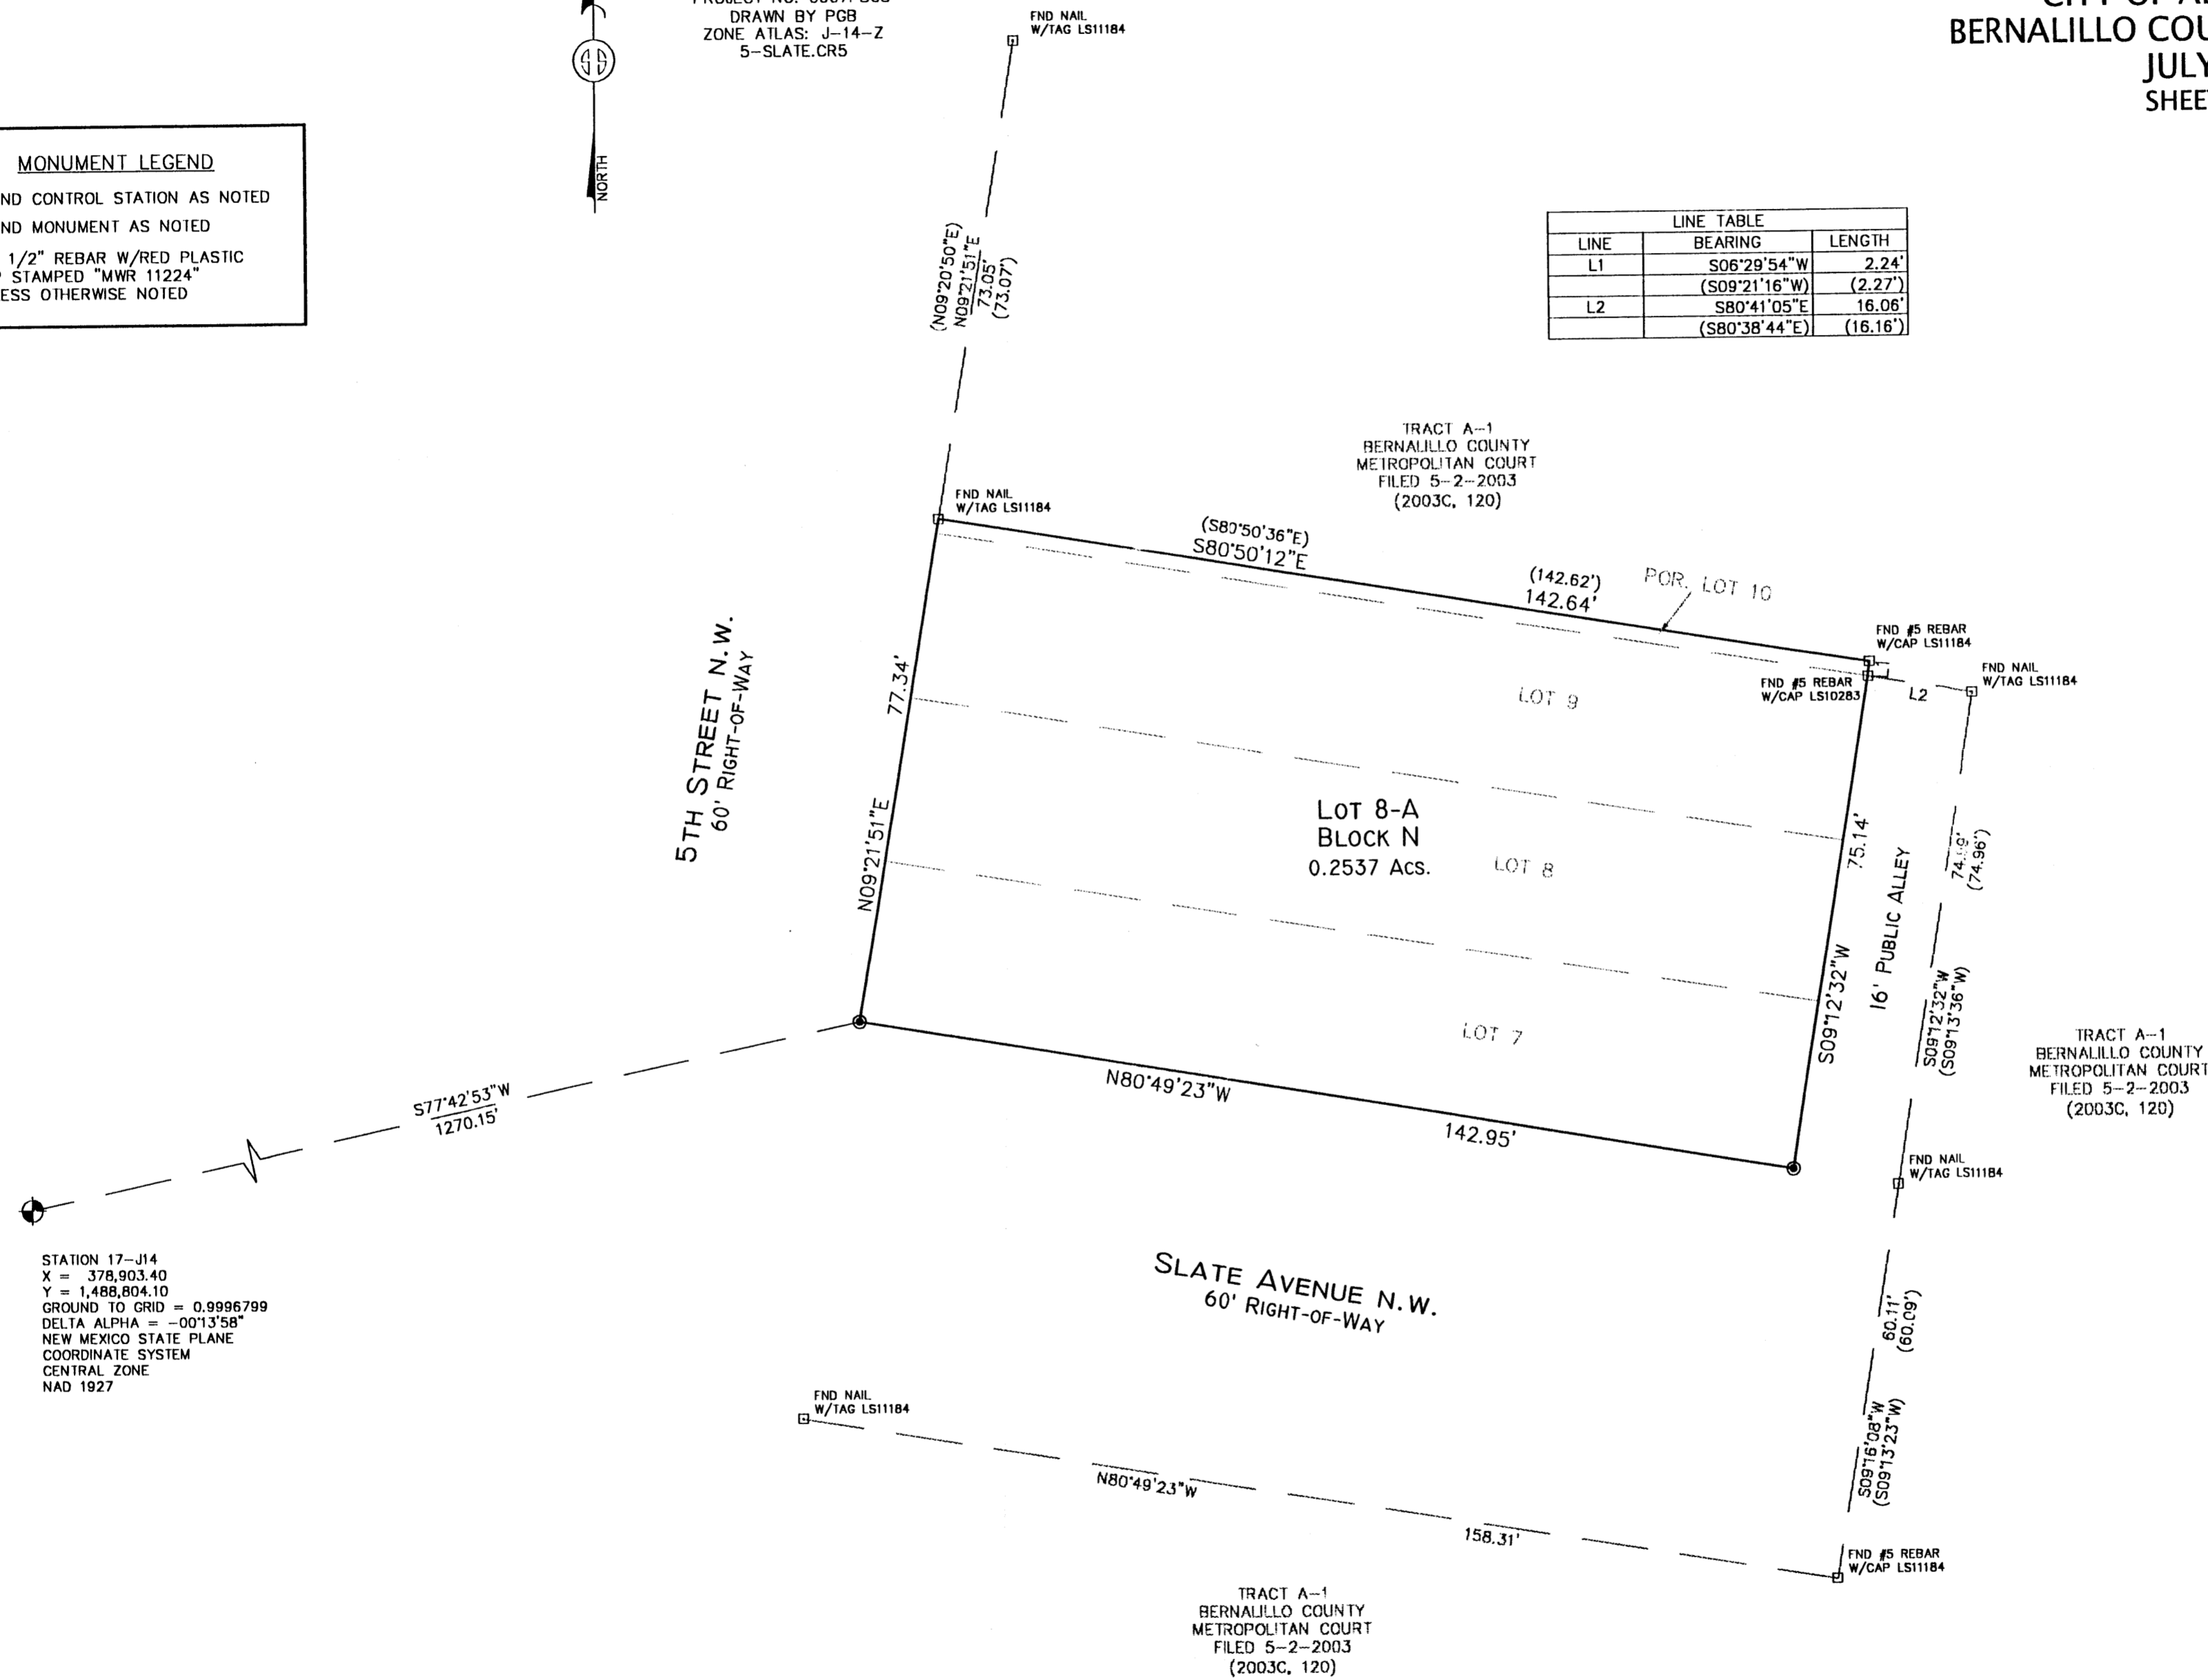 DRAWN BY PGB
ZONE ATLAS: J-14-Z
5-SLATE.CR5
NORTH
BERNALILLO COU
JULY
SHEE
MONUMENT LEGEND
ND CONTROL STATION AS NOTED
ND MONUMENT AS NOTED
1/2" REBAR W/RED PLASTIC
STAMPED "MWR 11224"
ESS OTHERWISE NOTED
FND NAIL
W/TAG LS11184
(N09°20'50"E)
N09°21'51"E
73.05'
(73.07')
LINE TABLE
LINE BEARING LENGTH
L1 S06°29'54"W 2.24'
(S09°21'16"W) (2.27')
L2 S80°41'05"E 16.06'
(S80°38'44"E) (16.16')
TRACT A-1
BERNALILLO COUNTY
METROPOLITAN COURT
FILED 5-2-2003
(2003C, 120)
FND NAIL
W/TAG LS11184
(S80°50'36"E)
S80°50'12"E
(142.62')
142.64'
POR. LOT 10
FND #5 REBAR
W/CAP LS11184
FND #5 REBAR
W/CAP LS10283
L2
FND NAIL
W/TAG LS11184
5TH STREET N.W.
60' RIGHT-OF-WAY
77.34'
N09°21'51"E
LOT 9
LOT 8-A
BLOCK N
0.2537 ACS.
LOT 8
LOT 7
75.14'
S09°12'32"W
16' PUBLIC ALLEY
(74.96')
S09°12'32"W
(S09°13'36"W)
TRACT A-1
BERNALILLO COUNTY
METROPOLITAN COURT
FILED 5-2-2003
(2003C, 120)
N80°49'23"W
142.95'
S77°42'53"W
1270.15'
FND NAIL
W/TAG LS11184
STATION 17-J14
X = 378,903.40
Y = 1,488,804.10
GROUND TO GRID = 0.9996799
DELTA ALPHA = -00°13'58"
NEW MEXICO STATE PLANE
COORDINATE SYSTEM
CENTRAL ZONE
NAD 1927
SLATE AVENUE N.W.
60' RIGHT-OF-WAY
60.11'
(60.09')
S09°16'08"W
(S09°13'23"W)
FND NAIL
W/TAG LS11184
N80°49'23"W
158.31'
FND #5 REBAR
W/CAP LS11184
TRACT A-1
BERNALILLO COUNTY
METROPOLITAN COURT
FILED 5-2-2003
(2003C, 120)